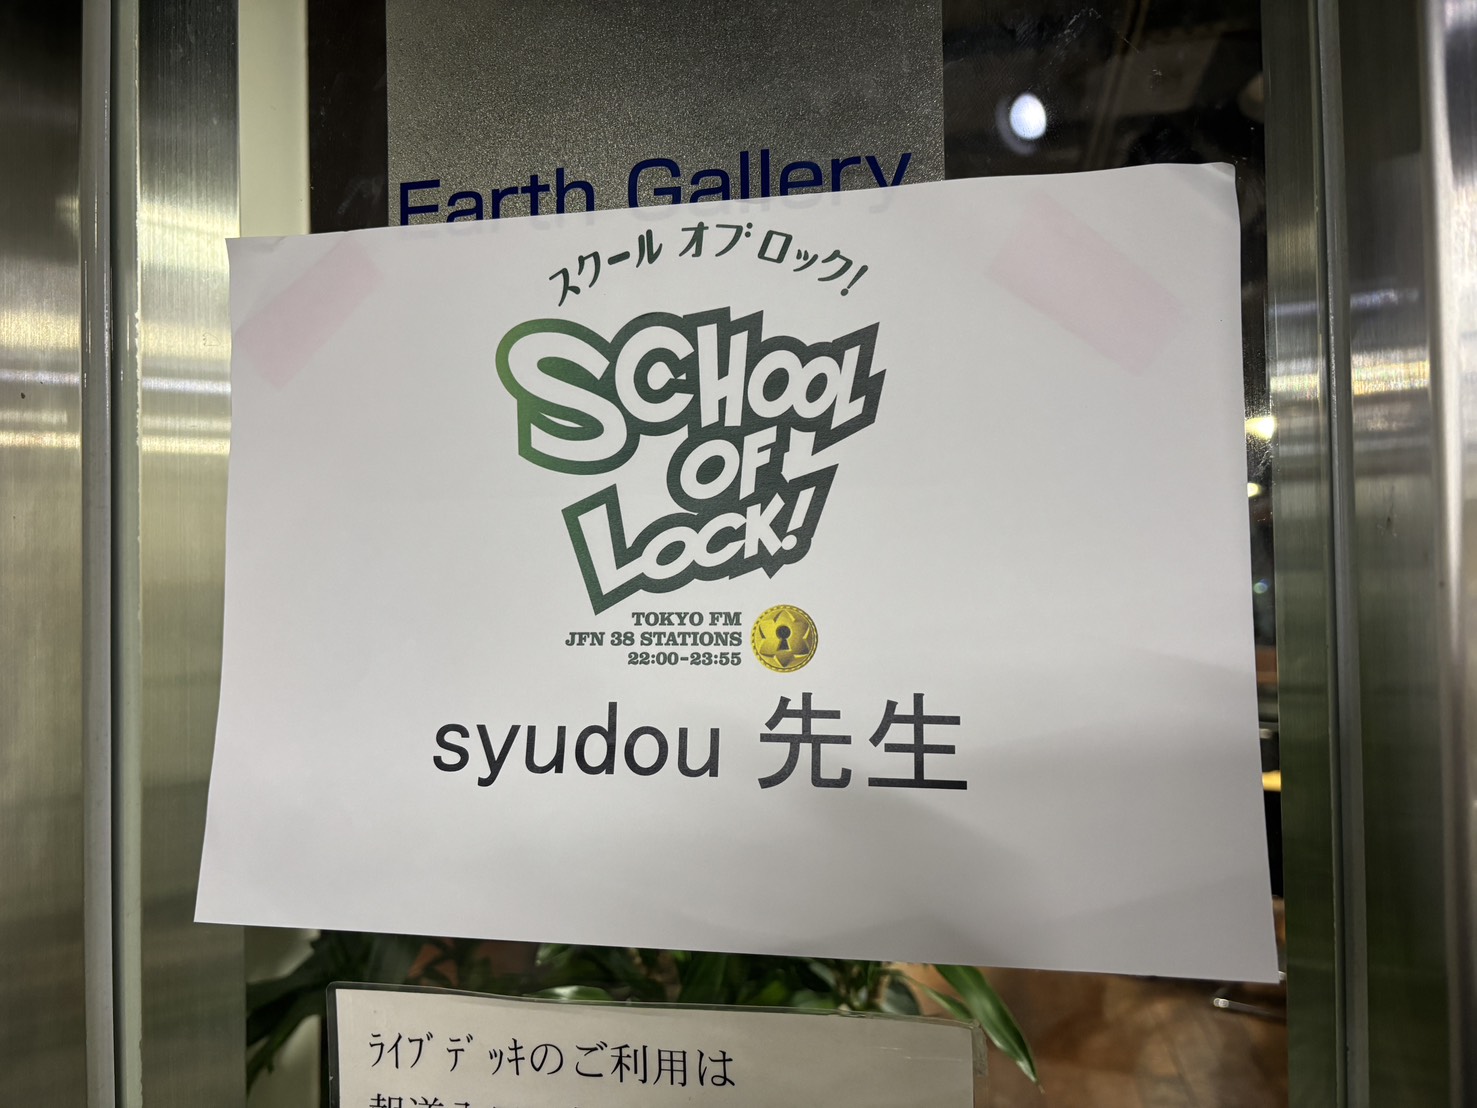 Earth Gallery
スクール オブ ロック!
SCHOOL
OF
LOCK!
TOKYO FM
JFN 38 STATIONS
22:00-23:55
syudou 先生
ﾗｲﾌﾞﾃﾞｯｷのご利用は